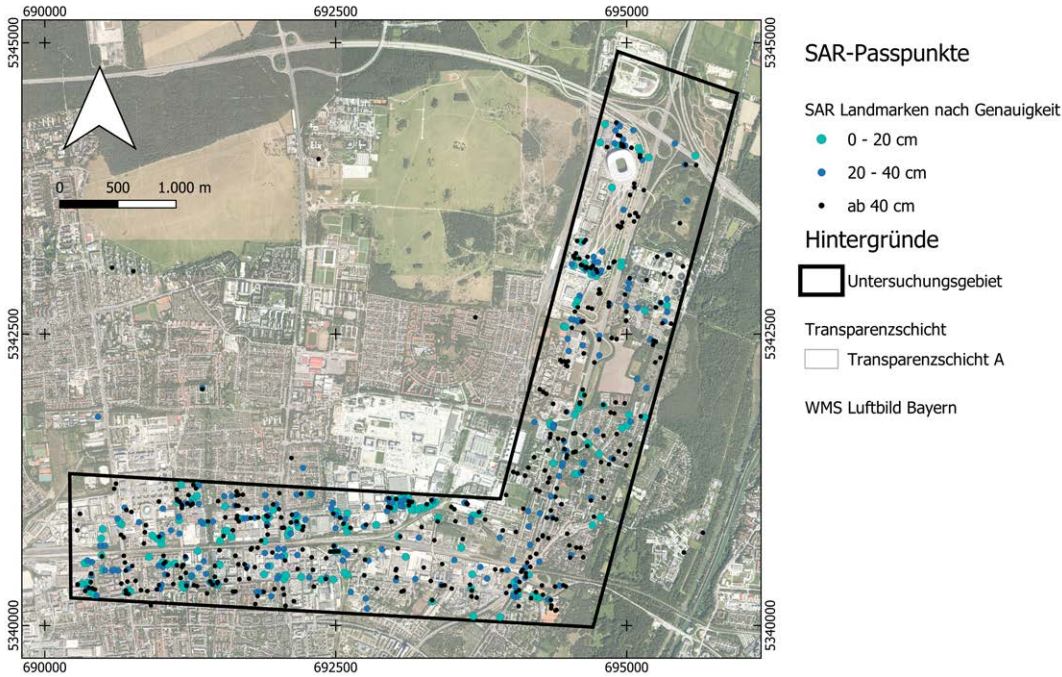 690000
692500
695000
5345000
5345000
SAR-Passpunkte
SAR Landmarken nach Genauigkeit
0 - 20 cm
20 - 40 cm
ab 40 cm
0 500 1.000 m
Hintergründe
Untersuchungsgebiet
5342500
5342500
Transparenzschicht
Transparenzschicht A
WMS Luftbild Bayern
5340000
5340000
690000
692500
695000